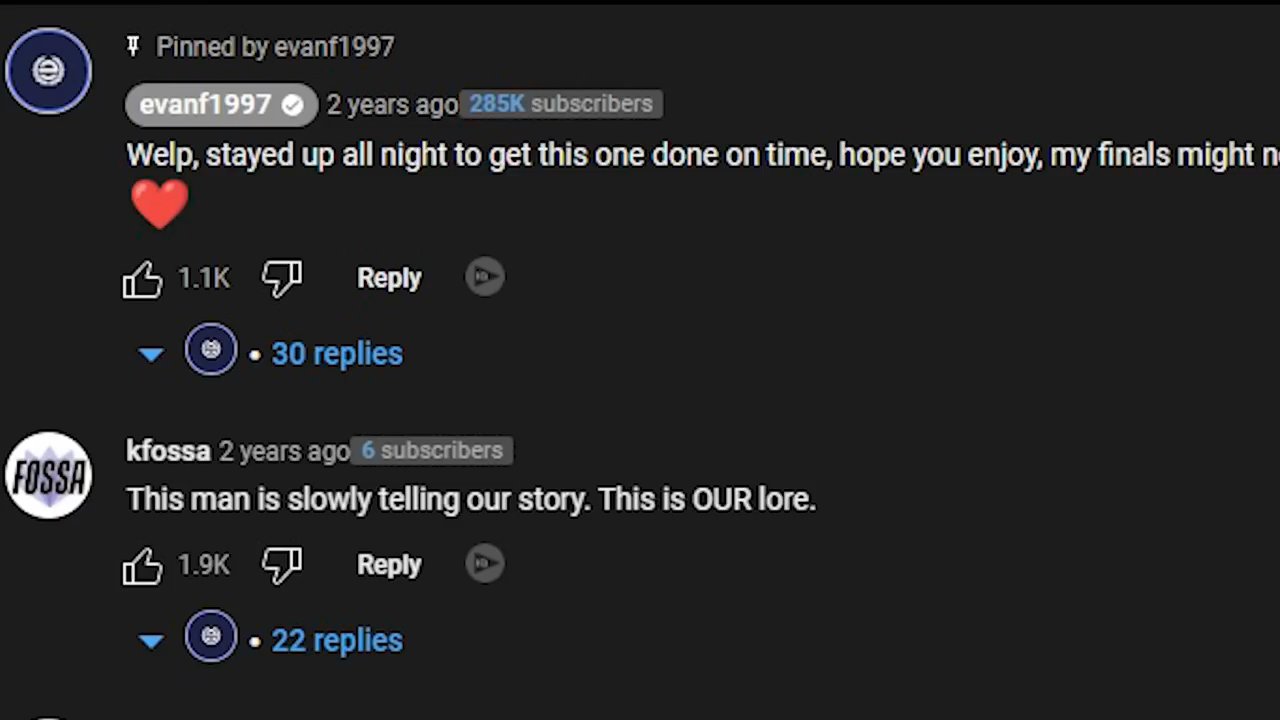 Pinned by evanf1997
evanf1997 2 years ago 285K subscribers
Welp, stayed up all night to get this one done on time, hope you enjoy, my finals might
1.1K Reply
30 replies
FOSSA
kfossa 2 years ago 6 subscribers
This man is slowly telling our story. This is OUR lore.
1.9K Reply
22 replies